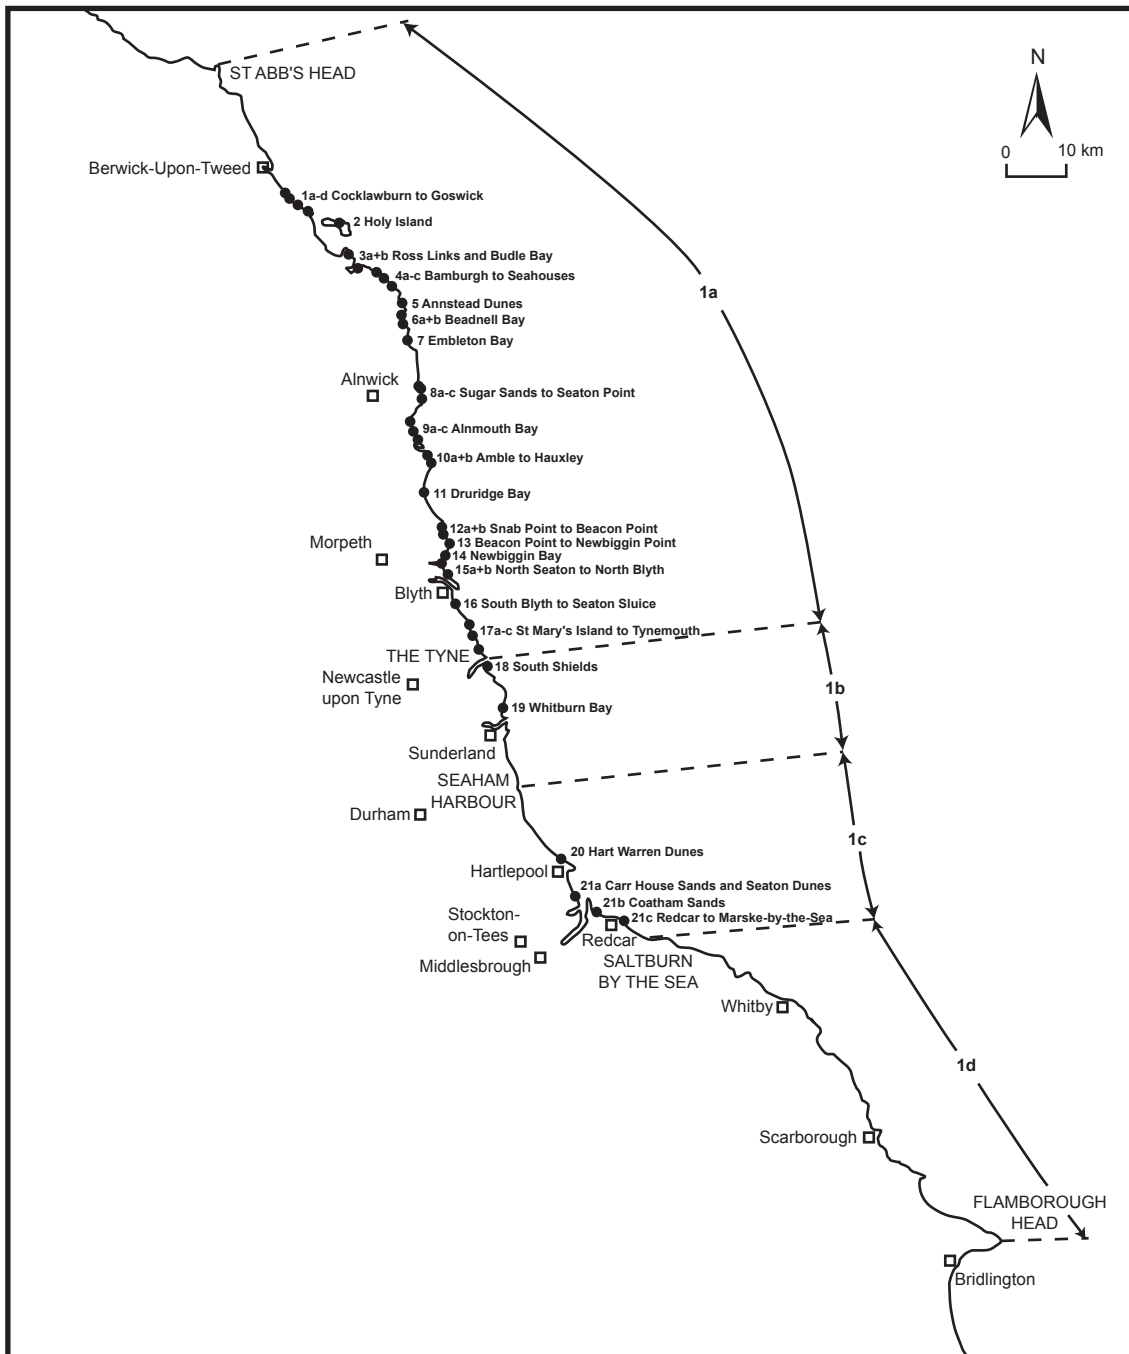 ST ABB'S HEAD
N
0 10 km
Berwick-Upon-Tweed
1a-d Cocklawburn to Goswick
2 Holy Island
3a+b Ross Links and Budle Bay
4a-c Bamburgh to Seahouses
1a
5 Annstead Dunes
6a+b Beadnell Bay
7 Embleton Bay
Alnwick
8a-c Sugar Sands to Seaton Point
9a-c Alnmouth Bay
10a+b Amble to Hauxley
11 Druridge Bay
12a+b Snab Point to Beacon Point
Morpeth
13 Beacon Point to Newbiggin Point
14 Newbiggin Bay
15a+b North Seaton to North Blyth
Blyth
16 South Blyth to Seaton Sluice
17a-c St Mary's Island to Tynemouth
THE TYNE
18 South Shields
Newcastle
upon Tyne
1b
19 Whitburn Bay
Sunderland
SEAHAM
HARBOUR
Durham
1c
20 Hart Warren Dunes
Hartlepool
21a Carr House Sands and Seaton Dunes
21b Coatham Sands
21c Redcar to Marske-by-the-Sea
Stockton-
on-Tees
Redcar
Middlesbrough
SALTBURN
BY THE SEA
Whitby
1d
Scarborough
FLAMBOROUGH
HEAD
Bridlington